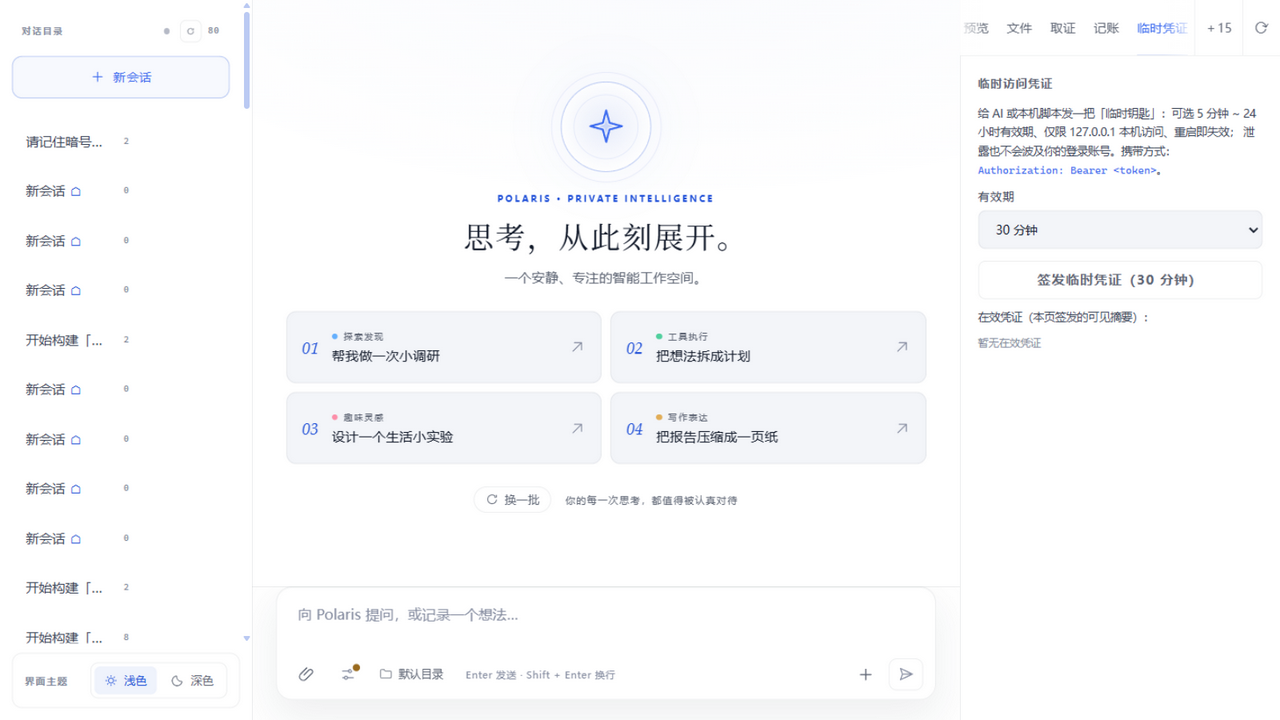 对话目录
80
新会话
请记住暗号... 2
新会话 0
新会话 0
新会话 0
开始构建「... 2
新会话 0
新会话 0
新会话 0
新会话 0
开始构建「... 2
开始构建「... 8
界面主题 浅色 深色
POLARIS • PRIVATE INTELLIGENCE
思考，从此刻展开。
一个安静、专注的智能工作空间。
01 探索发现
帮我做一次小调研
02 工具执行
把想法拆成计划
03 趣味灵感
设计一个生活小实验
04 写作表达
把报告压缩成一页纸
换一批 你的每一次思考，都值得被认真对待
向 Polaris 提问，或记录一个想法...
默认目录 Enter 发送 · Shift + Enter 换行
预览 文件 取证 记账 临时凭证 +15
临时访问凭证
给 AI 或本机脚本发一把「临时钥匙」：可选 5 分钟 ~ 24
小时有效期、仅限 127.0.0.1 本机访问、重启即失效； 泄
露也不会波及你的登录账号。携带方式：
Authorization: Bearer <token>。
有效期
30 分钟
签发临时凭证（30 分钟）
在效凭证（本页签发的可见摘要）：
暂无在效凭证